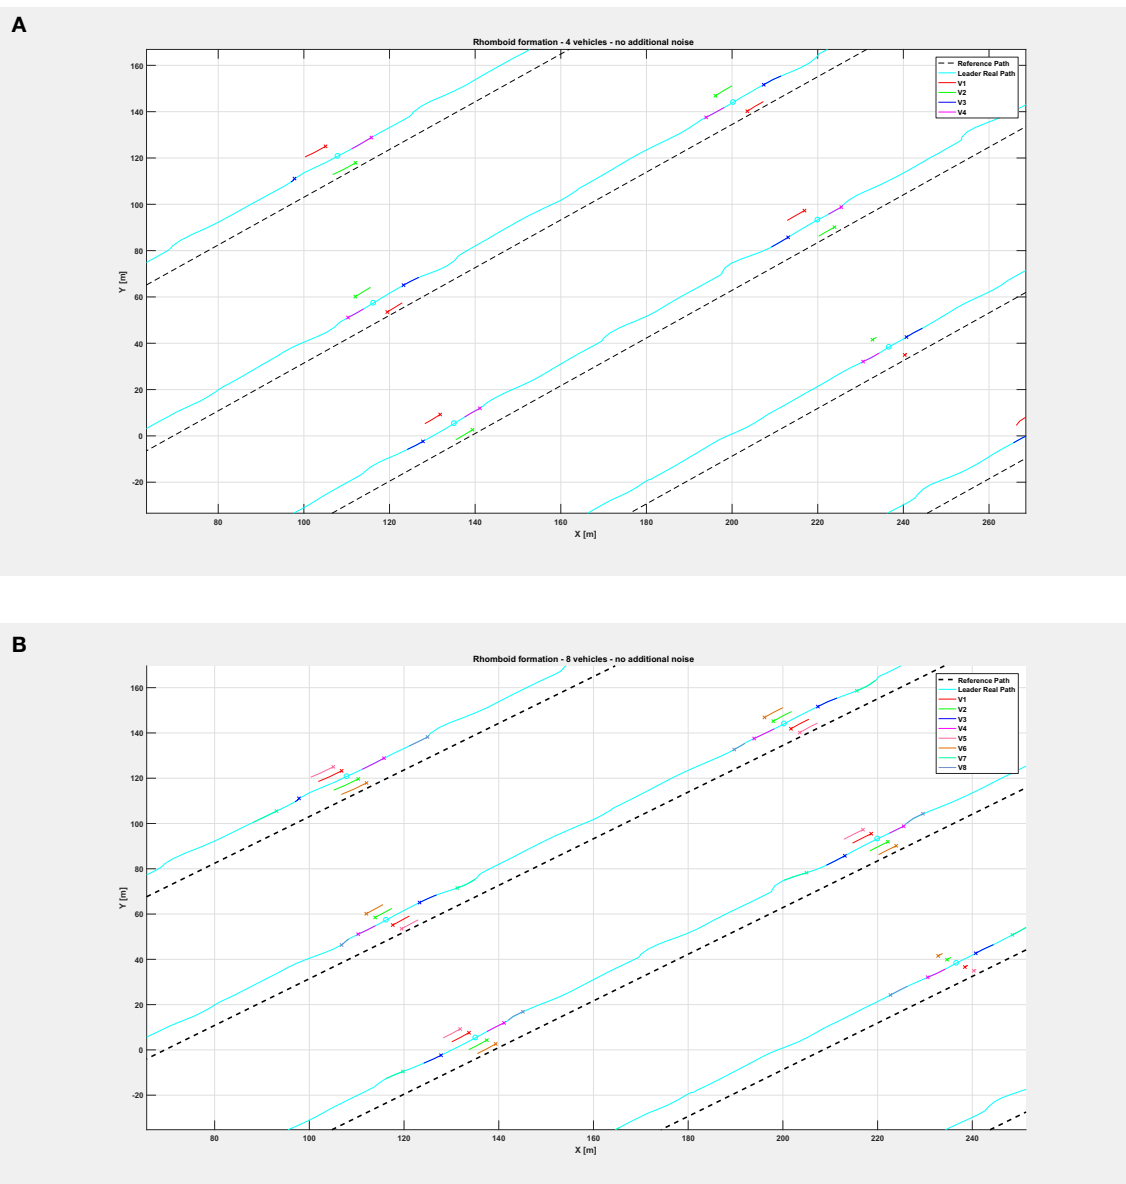 A
Rhomboid formation - 4 vehicles - no additional noise
Reference Path
Leader Real Path
V1
V2
V3
V4
160
140
120
100
80
60
40
20
0
-20
Y [m]
80 100 120 140 160 180 200 220 240 260
X [m]
B
Rhomboid formation - 8 vehicles - no additional noise
Reference Path
Leader Real Path
V1
V2
V3
V4
V5
V6
V7
V8
160
140
120
100
80
60
40
20
0
-20
Y [m]
80 100 120 140 160 180 200 220 240
X [m]